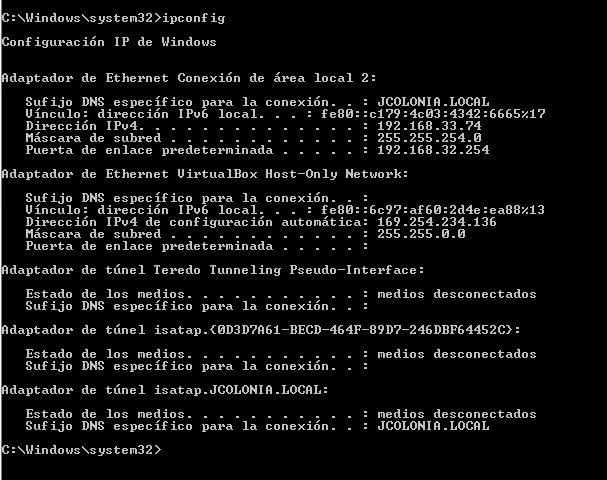 C:\Windows\system32>ipconfig
Configuración IP de Windows
Adaptador de Ethernet Conexión de área local 2:
Sufijo DNS específico para la conexión. . : JCOLONIA.LOCAL
Vínculo: dirección IPv6 local. . . : fe80::c179:4c03:4342:6665%17
Dirección IPv4. . . . . . . . . . . . . . : 192.168.33.74
Máscara de subred . . . . . . . . . . . . : 255.255.254.0
Puerta de enlace predeterminada . . . . . : 192.168.32.254
Adaptador de Ethernet VirtualBox Host-Only Network:
Sufijo DNS específico para la conexión. . :
Vínculo: dirección IPv6 local. . . : fe80::6c97:af60:2d4e:ea88%13
Dirección IPv4 de configuración automática: 169.254.234.136
Máscara de subred . . . . . . . . . . . . : 255.255.0.0
Puerta de enlace predeterminada . . . . . :
Adaptador de túnel Teredo Tunneling Pseudo-Interface:
Estado de los medios. . . . . . . . . . . : medios desconectados
Sufijo DNS específico para la conexión. . :
Adaptador de túnel isatap.{0D3D7A61-BECD-464F-89D7-246DBF64452C}:
Estado de los medios. . . . . . . . . . . : medios desconectados
Sufijo DNS específico para la conexión. . :
Adaptador de túnel isatap.JCOLONIA.LOCAL:
Estado de los medios. . . . . . . . . . . : medios desconectados
Sufijo DNS específico para la conexión. . : JCOLONIA.LOCAL
C:\Windows\system32>